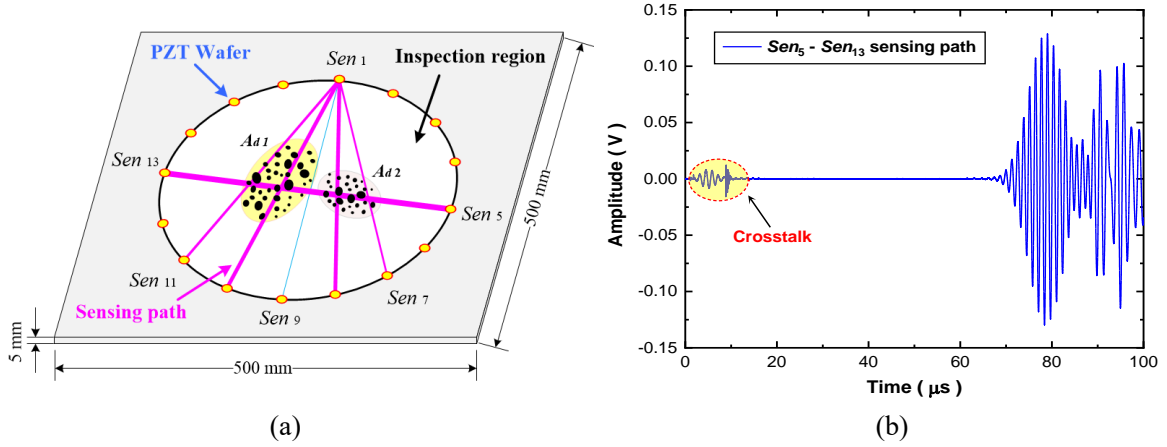 PZT Wafer
Sen 1
Inspection region
Ad 1
Ad 2
Sen 13
Sen 5
Sen 11
Sen 7
Sensing path
Sen 9
5 mm
500 mm
500 mm
(a)
0.15
0.10
0.05
0.00
-0.05
-0.10
-0.15
Amplitude ( V )
Sen5 - Sen13 sensing path
Crosstalk
0 20 40 60 80 100
Time ( μs )
(b)